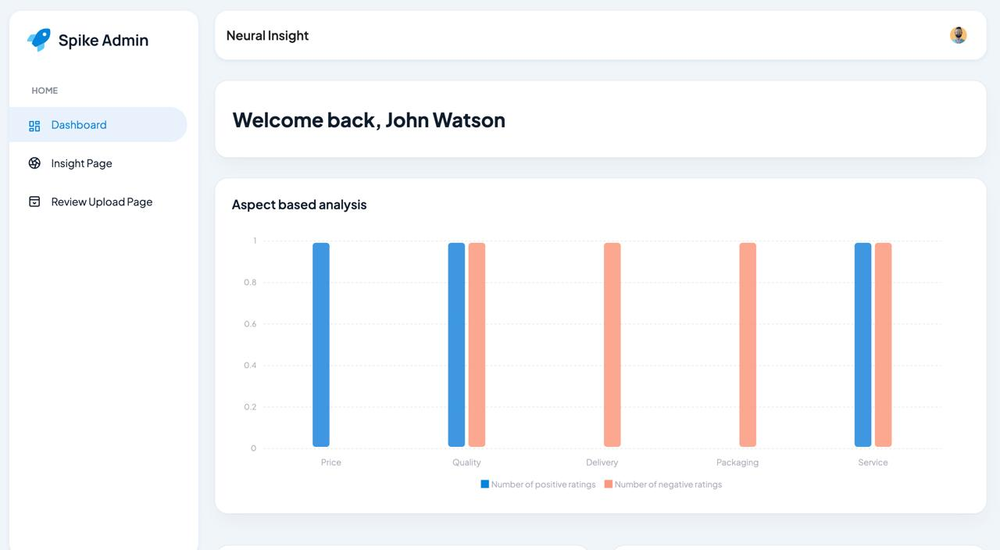 Spike Admin
Neural Insight
HOME
Dashboard
Insight Page
Review Upload Page
Welcome back, John Watson
Aspect based analysis
1
0.8
0.6
0.4
0.2
0
Price Quality Delivery Packaging Service
Number of positive ratings Number of negative ratings